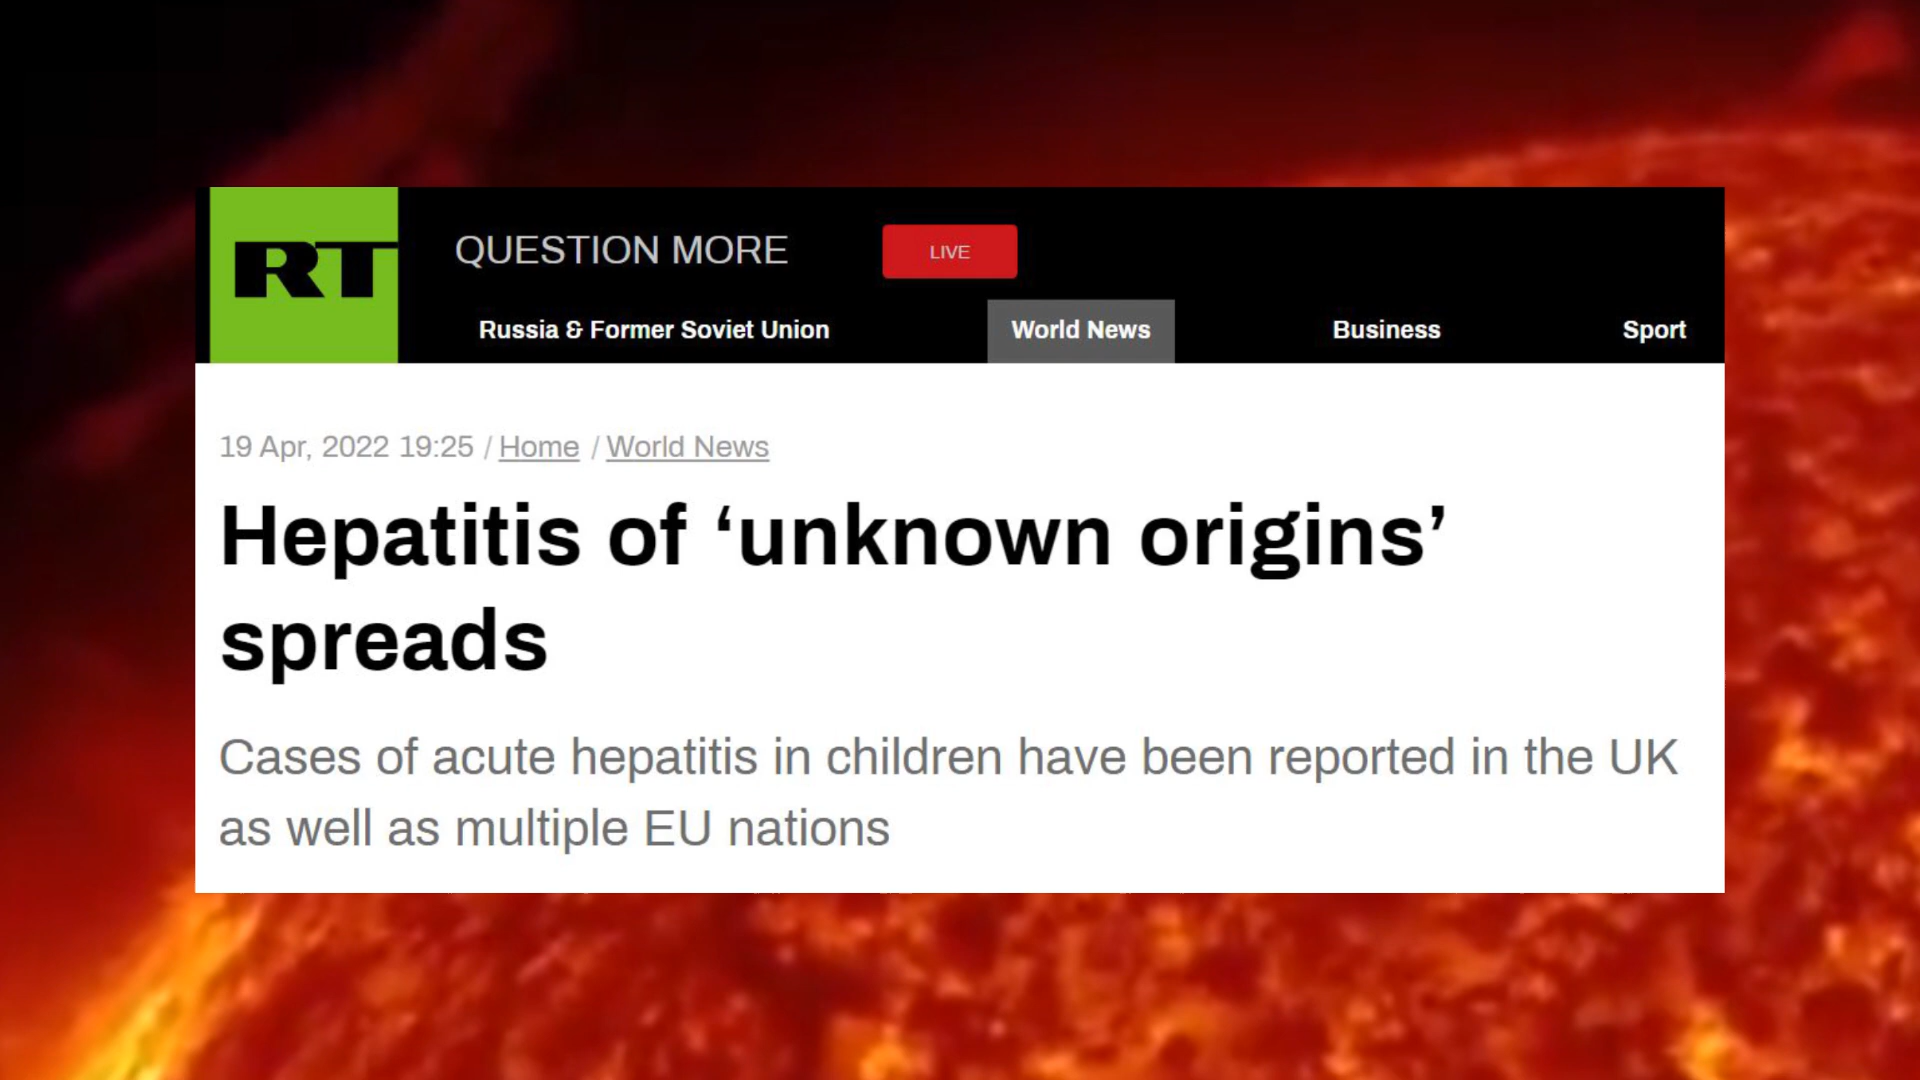 RT
QUESTION MORE
LIVE
Russia & Former Soviet Union World News Business Sport
19 Apr, 2022 19:25 / Home / World News
Hepatitis of ‘unknown origins’
spreads
Cases of acute hepatitis in children have been reported in the UK
as well as multiple EU nations